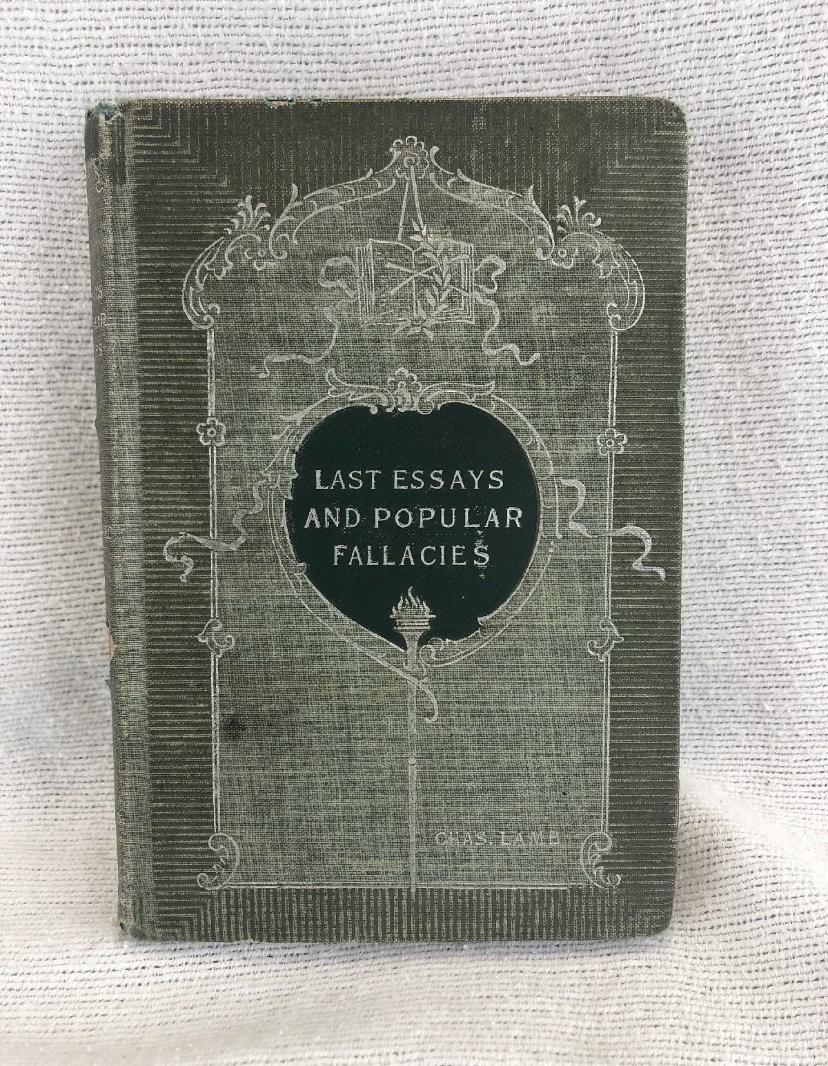 LAST ESSAYS
AND POPULAR
FALLACIES
CHAS. LAMB